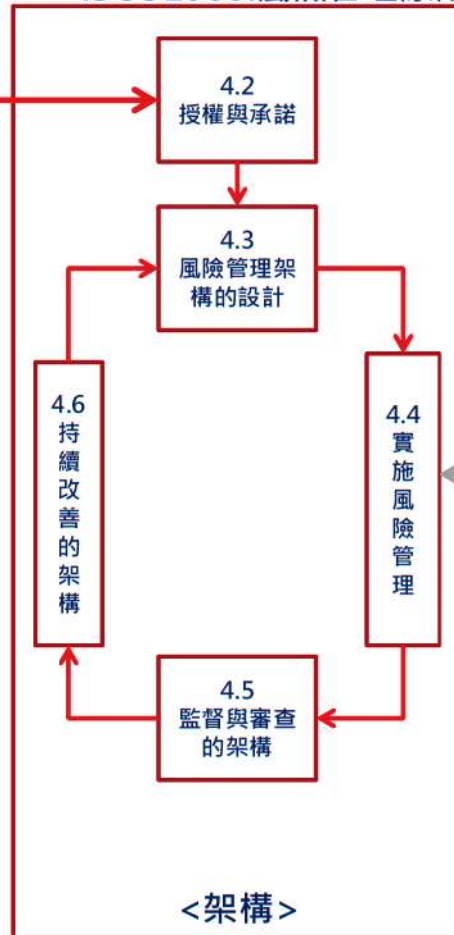 4.2
授權與承諾
4.3
風險管理架
構的設計
4.6
持
續
改
善
的
架
構
4.4
實
施
風
險
管
理
4.5
監督與審查
的架構
<架構>